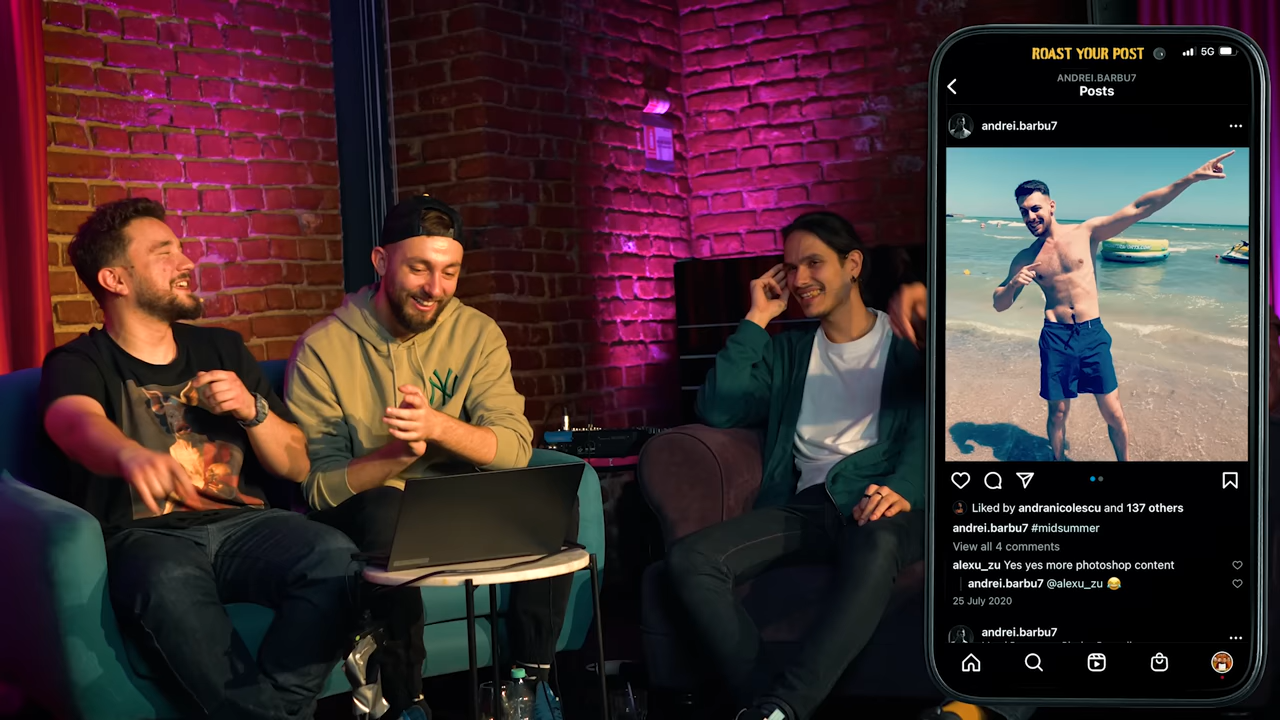 ROAST YOUR POST
5G
ANDREI.BARBU7
Posts
andrei.barbu7
Liked by andranicolescu and 137 others
andrei.barbu7 #midsummer
View all 4 comments
alexu_zu Yes yes more photoshop content
andrei.barbu7 @alexu_zu 😂
25 July 2020
andrei.barbu7
NY